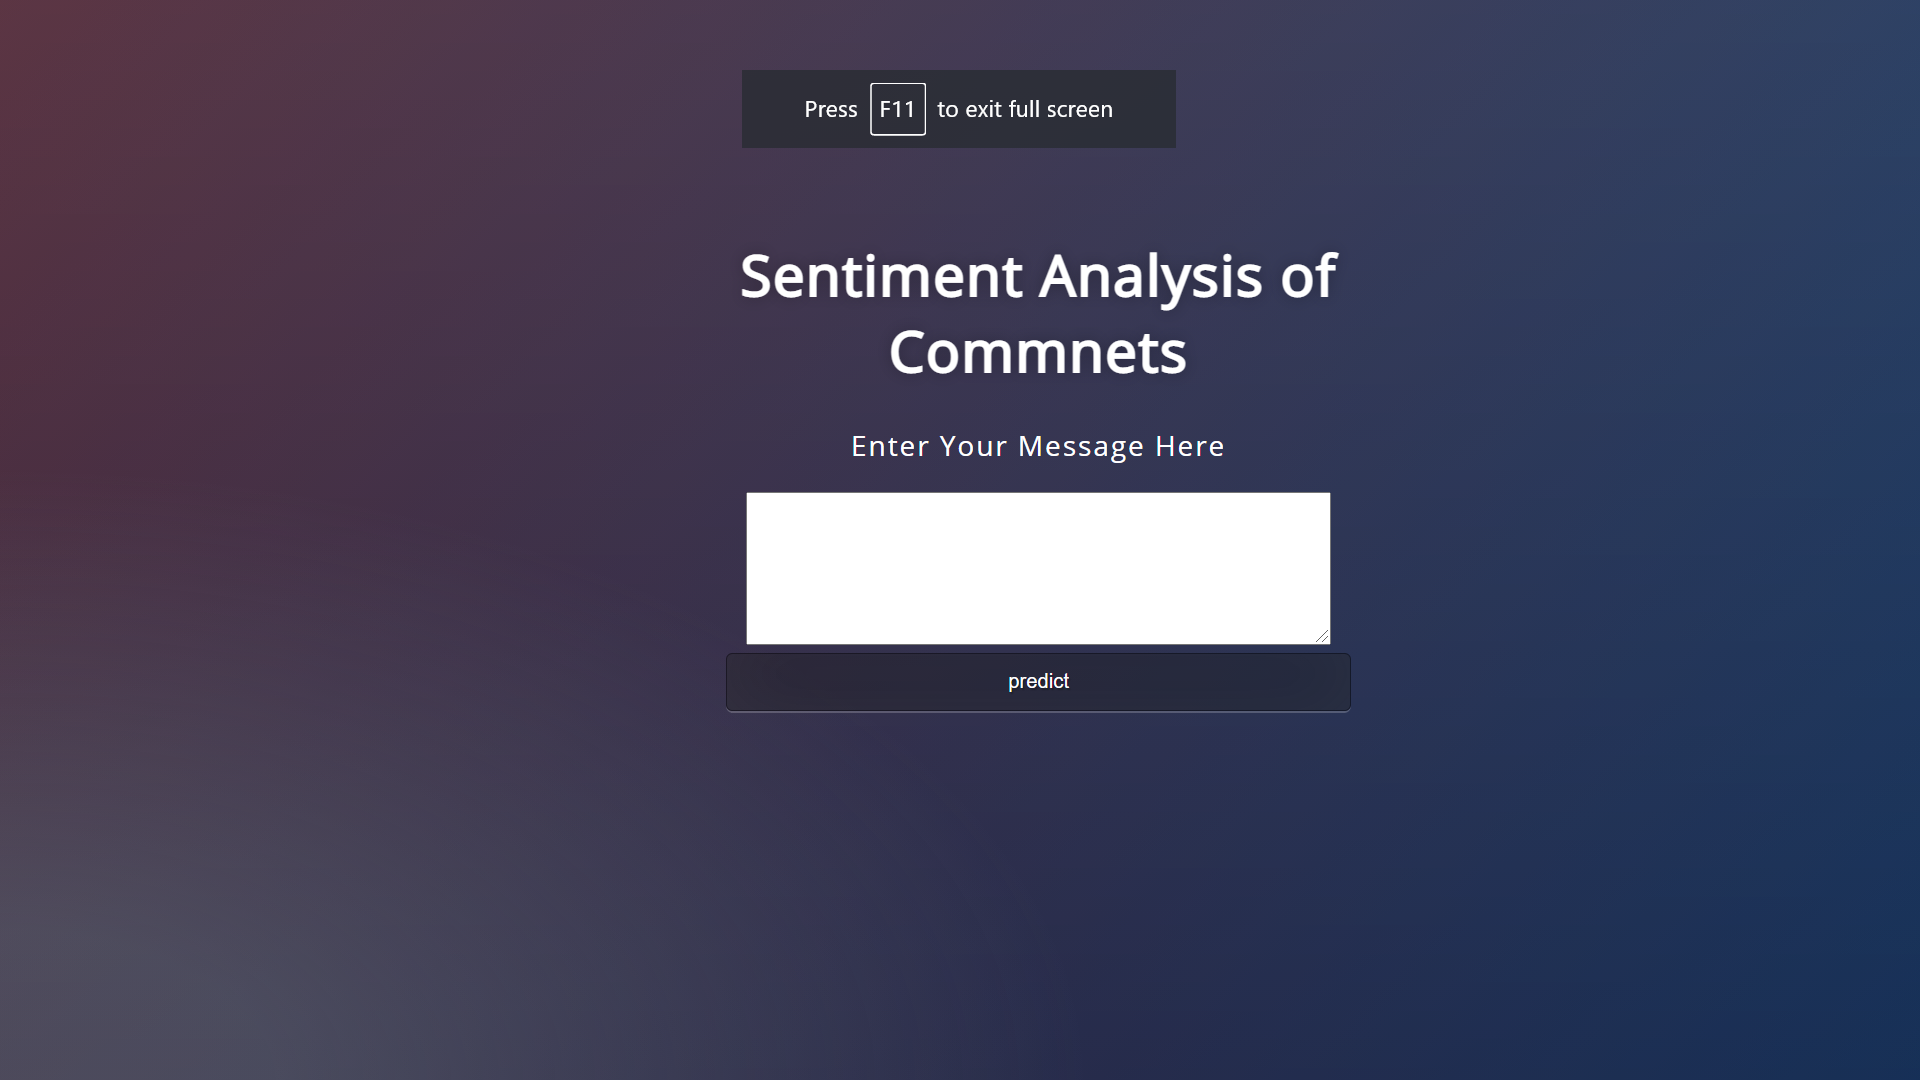 Press F11 to exit full screen
Sentiment Analysis of
Commnets
Enter Your Message Here
predict